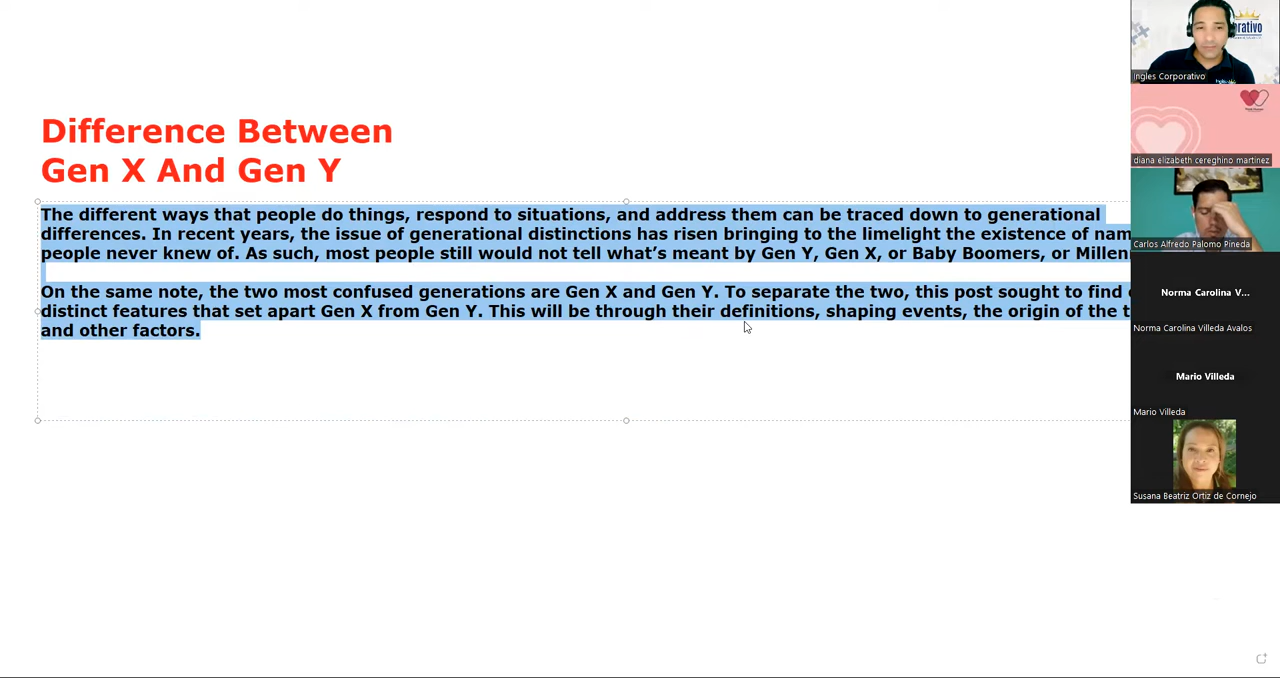 Difference Between
Gen X And Gen Y
The different ways that people do things, respond to situations, and address them can be traced down to generational
differences. In recent years, the issue of generational distinctions has risen bringing to the limelight the existence of
people never knew of. As such, most people still would not tell what's meant by Gen Y, Gen X, or Baby Boomers, or
On the same note, the two most confused generations are Gen X and Gen Y. To separate the two, this post sought to find
distinct features that set apart Gen X from Gen Y. This will be through their definitions, shaping events, the origin of the
and other factors.
Ingles Corporativo
diana elizabeth cereghino martinez
Carlos Alfredo Palomo Pineda
Norma Carolina V...
Norma Carolina Villeda Avalos
Mario Villeda
Mario Villeda
Susana Beatriz Ortiz de Cornejo